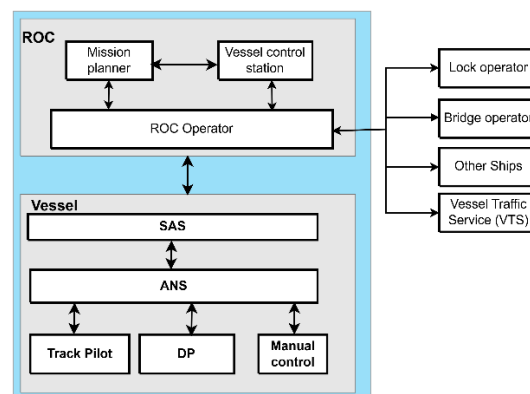 ROC
Mission
planner
Vessel control
station
ROC Operator
Lock operator
Bridge operator
Other Ships
Vessel Traffic
Service (VTS)
Vessel
SAS
ANS
Track Pilot
DP
Manual
control